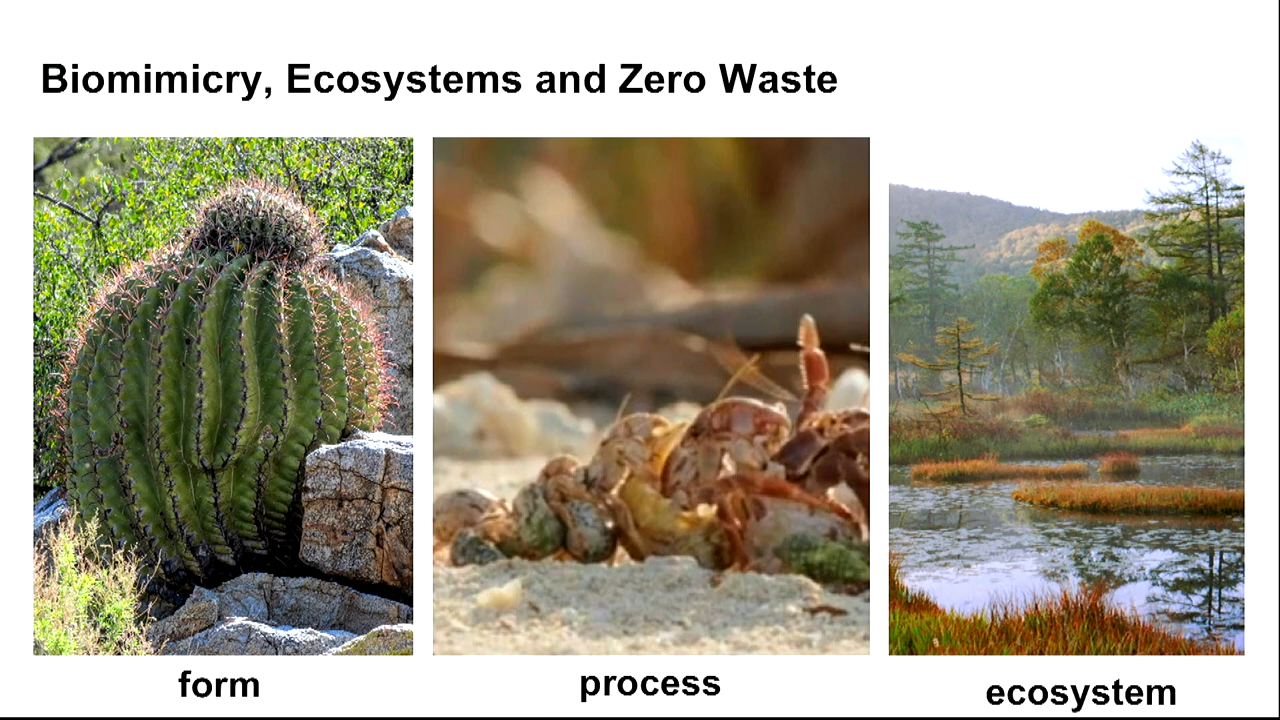 Biomimicry, Ecosystems and Zero Waste
form
process
ecosystem